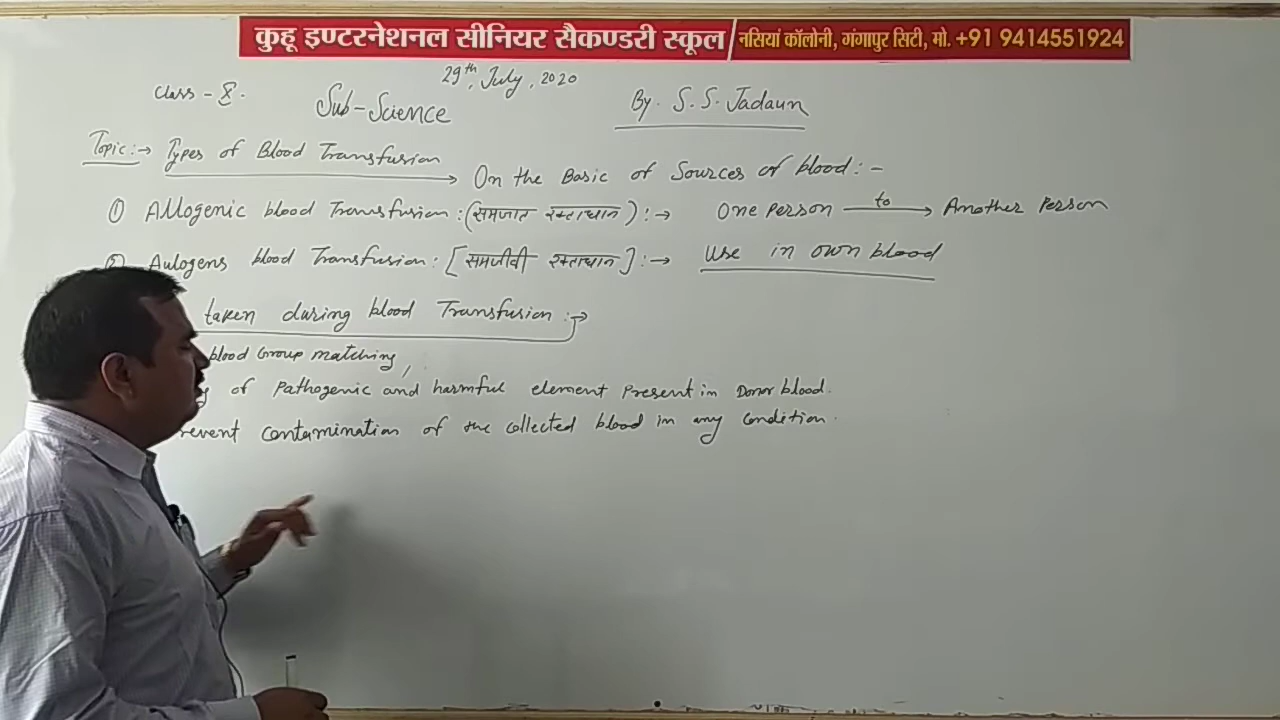 कुहू इण्टरनेशनल सीनियर सैकण्डरी स्कूल / नसियां कॉलोनी, गंगापुर सिटी, मो. +91 9414551924
29th, July, 2020
Class - X. Sub-Science By. S. S. Jadaun
Topic:→ Types of Blood Transfusion → On the Basic of Sources of blood:-
① Allogenic blood Transfusion:(समजात रक्ताधान):→ One Person to → Another Person
Aulogens blood Transfusion:[समजीवी रक्ताधान]:→ Use in own blood
taken during blood Transfusion:→
blood Group matching,
of Pathogenic and harmful element Present in Donor blood.
revent Contamination of the collected blood in any Condition.